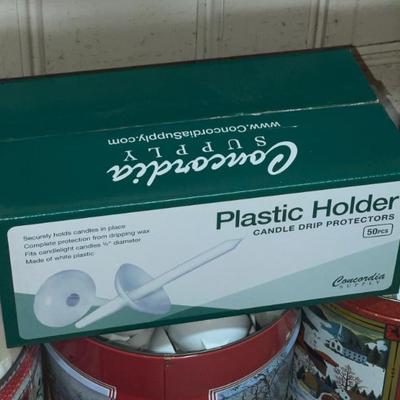 Concordia
SUPPLY
www.ConcordiaSupply.com
Securely holds candles in place
Complete protection from dripping wax
Fits candlelight candles ½" diameter
Made of white plastic
Plastic Holder
CANDLE DRIP PROTECTORS
50PCS
Concordia
SUPPLY